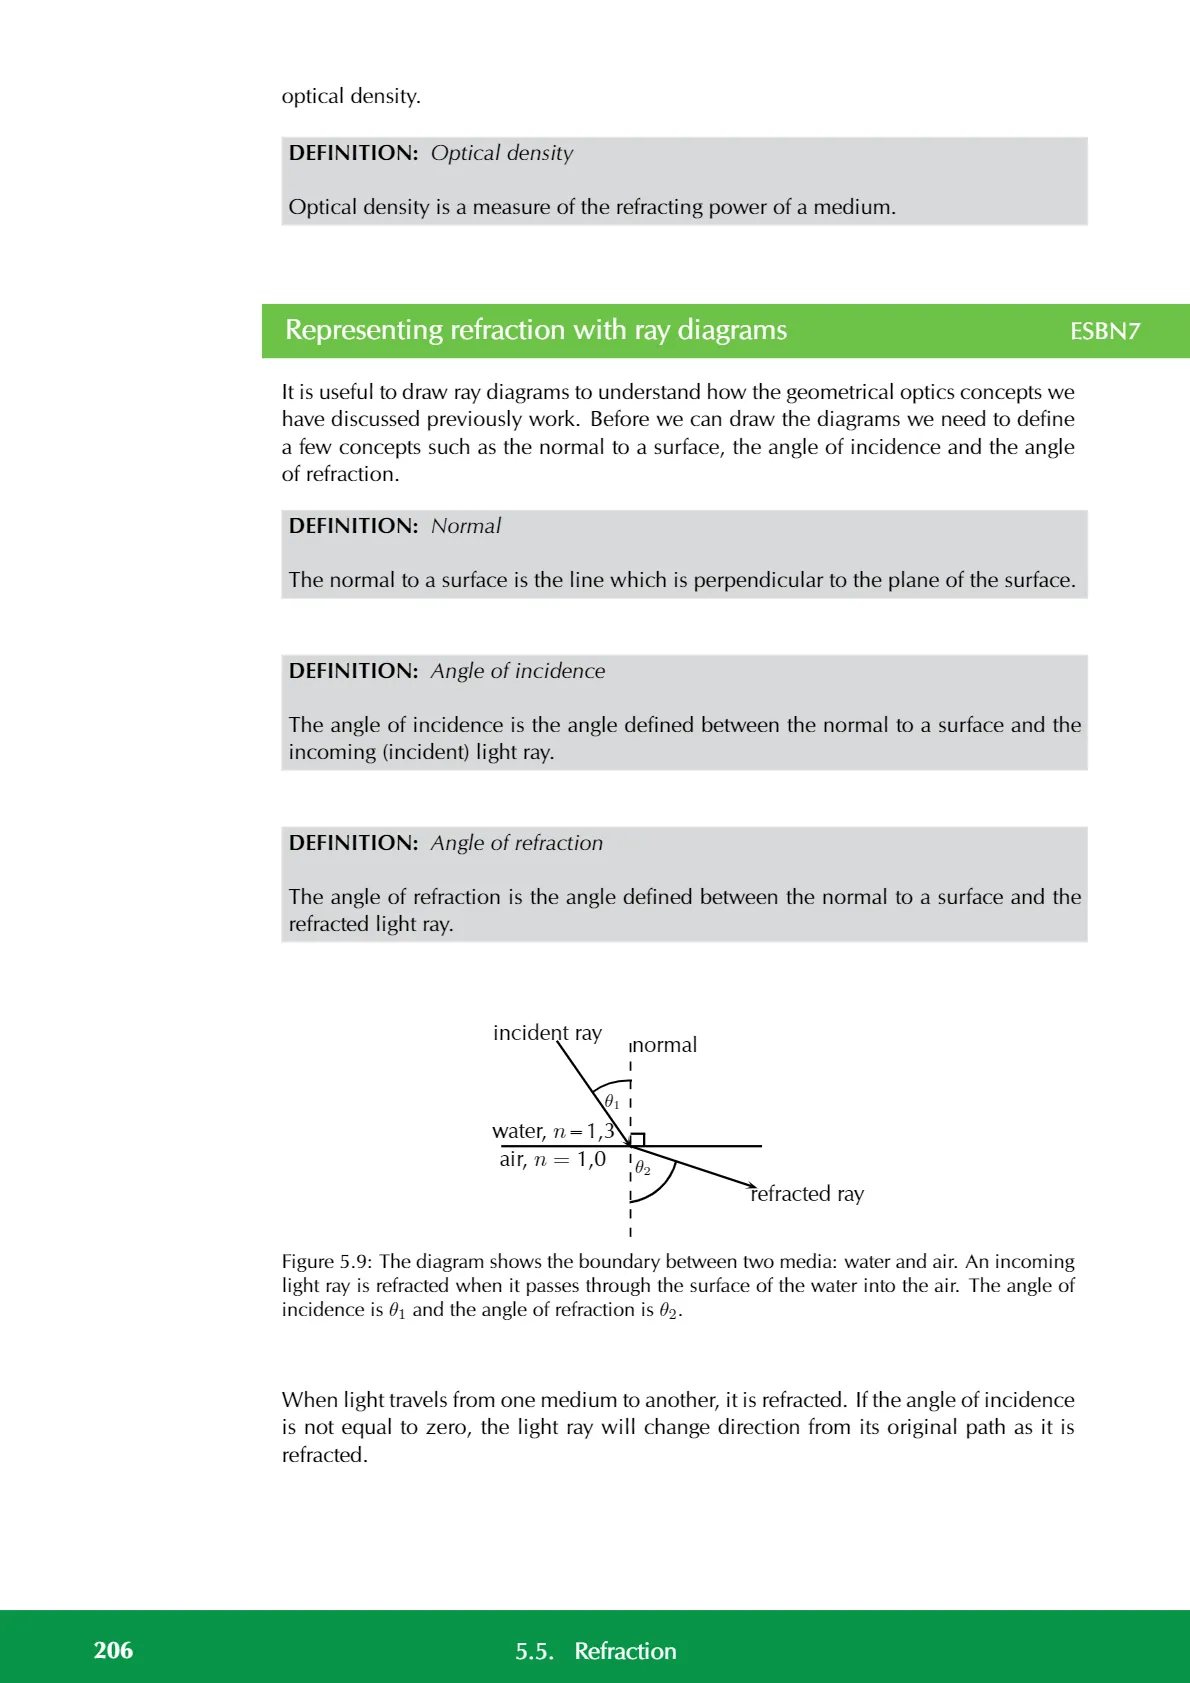 optical density.
DEFINITION: Optical density
Optical density is a measure of the refracting power of a medium.
Representing refraction with ray diagrams ESBN7
It is useful to draw ray diagrams to understand how the geometrical optics concepts we
have discussed previously work. Before we can draw the diagrams we need to define
a few concepts such as the normal to a surface, the angle of incidence and the angle
of refraction.
DEFINITION: Normal
The normal to a surface is the line which is perpendicular to the plane of the surface.
DEFINITION: Angle of incidence
The angle of incidence is the angle defined between the normal to a surface and the
incoming (incident) light ray.
DEFINITION: Angle of refraction
The angle of refraction is the angle defined between the normal to a surface and the
refracted light ray.
incident ray
normal
θ₁
water, n = 1,3
air, n = 1,0
θ₂
refracted ray
Figure 5.9: The diagram shows the boundary between two media: water and air. An incoming
light ray is refracted when it passes through the surface of the water into the air. The angle of
incidence is θ₁ and the angle of refraction is θ₂.
When light travels from one medium to another, it is refracted. If the angle of incidence
is not equal to zero, the light ray will change direction from its original path as it is
refracted.
206 5.5. Refraction